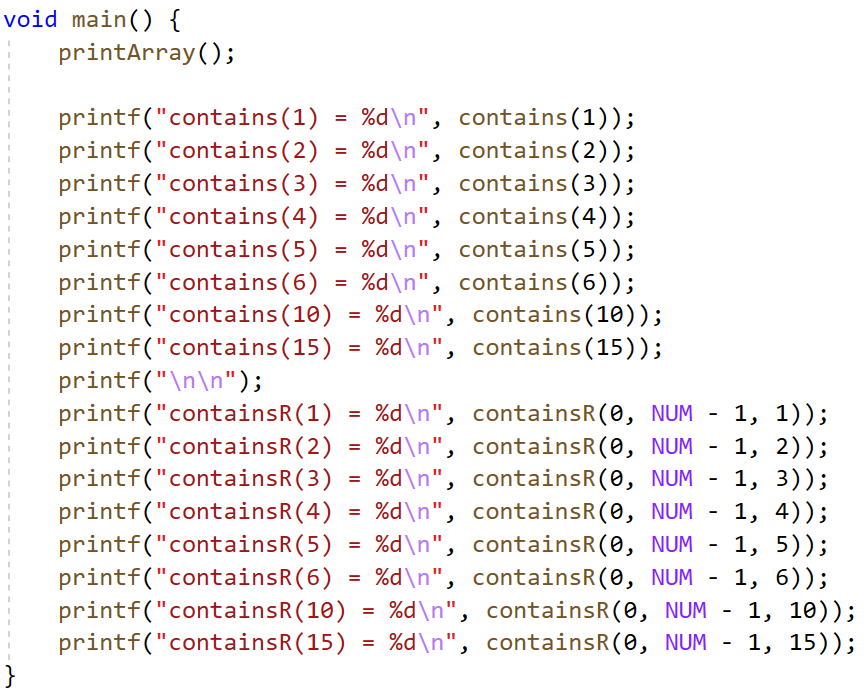 void main() {
    printArray();

    printf("contains(1) = %d\n", contains(1));
    printf("contains(2) = %d\n", contains(2));
    printf("contains(3) = %d\n", contains(3));
    printf("contains(4) = %d\n", contains(4));
    printf("contains(5) = %d\n", contains(5));
    printf("contains(6) = %d\n", contains(6));
    printf("contains(10) = %d\n", contains(10));
    printf("contains(15) = %d\n", contains(15));
    printf("\n\n");
    printf("containsR(1) = %d\n", containsR(0, NUM - 1, 1));
    printf("containsR(2) = %d\n", containsR(0, NUM - 1, 2));
    printf("containsR(3) = %d\n", containsR(0, NUM - 1, 3));
    printf("containsR(4) = %d\n", containsR(0, NUM - 1, 4));
    printf("containsR(5) = %d\n", containsR(0, NUM - 1, 5));
    printf("containsR(6) = %d\n", containsR(0, NUM - 1, 6));
    printf("containsR(10) = %d\n", containsR(0, NUM - 1, 10));
    printf("containsR(15) = %d\n", containsR(0, NUM - 1, 15));
}